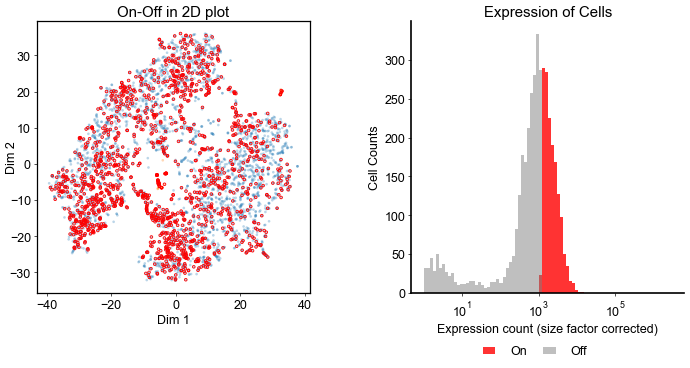 On-Off in 2D plot
30
20
10
0
−10
−20
−30
−40
−20
0
20
40
Dim 2
Dim 1
Expression of Cells
300
250
200
150
100
50
0
10^1
10^3
10^5
Cell Counts
Expression count (size factor corrected)
On
Off